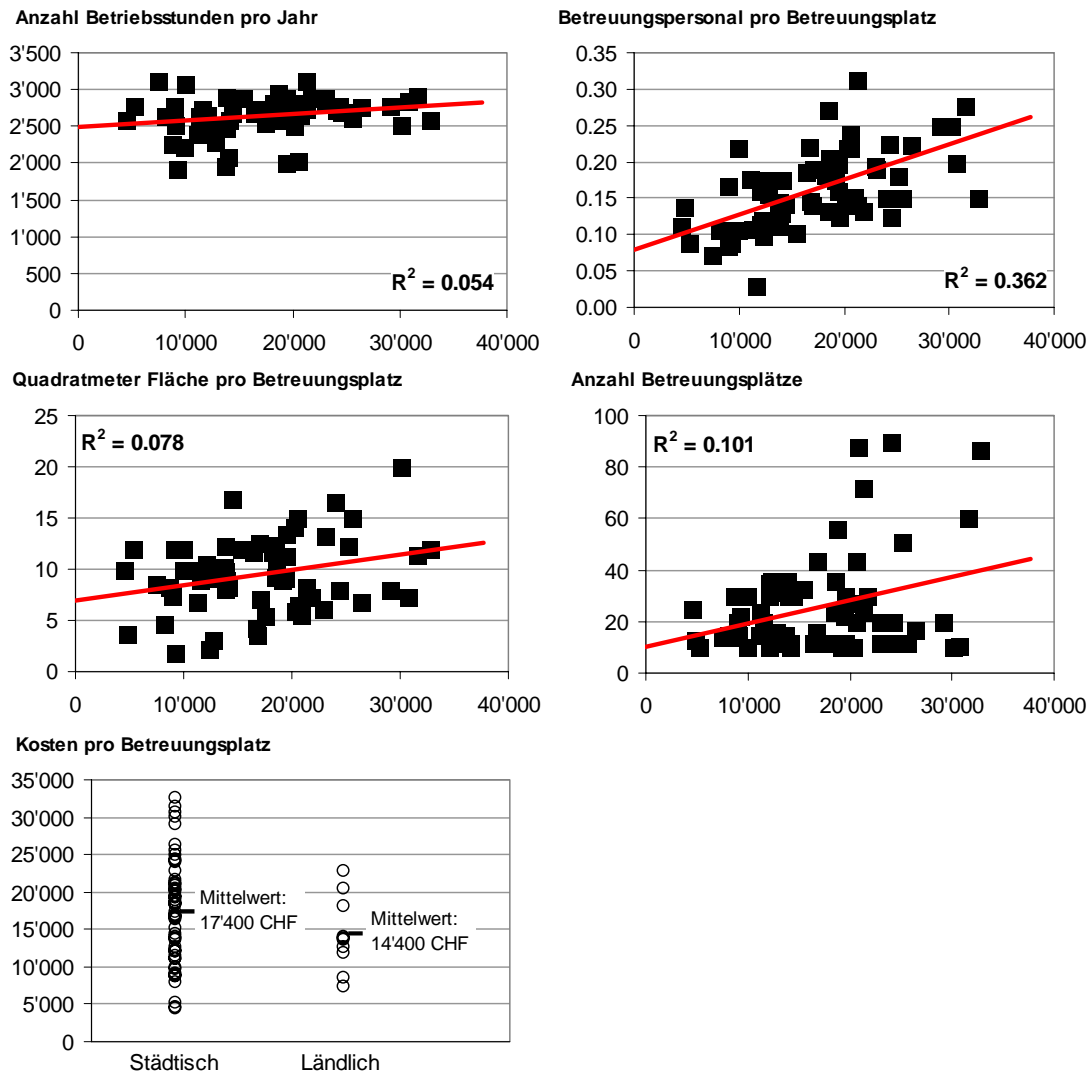 Anzahl Betriebsstunden pro Jahr
3'500
3'000
2'500
2'000
1'500
1'000
500
0
0 10'000 20'000 30'000 40'000
R² = 0.054
Betreuungspersonal pro Betreuungsplatz
0.35
0.30
0.25
0.20
0.15
0.10
0.05
0.00
0 10'000 20'000 30'000 40'000
R² = 0.362
Quadratmeter Fläche pro Betreuungsplatz
25
20
15
10
5
0
0 10'000 20'000 30'000 40'000
R² = 0.078
Anzahl Betreuungsplätze
100
80
60
40
20
0
0 10'000 20'000 30'000 40'000
R² = 0.101
Kosten pro Betreuungsplatz
35'000
30'000
25'000
20'000
15'000
10'000
5'000
0
Mittelwert:
17'400 CHF
Mittelwert:
14'400 CHF
Städtisch Ländlich